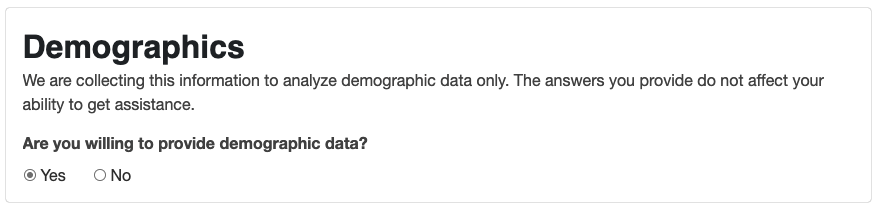 Demographics
We are collecting this information to analyze demographic data only. The answers you provide do not affect your
ability to get assistance.
Are you willing to provide demographic data?
Yes No